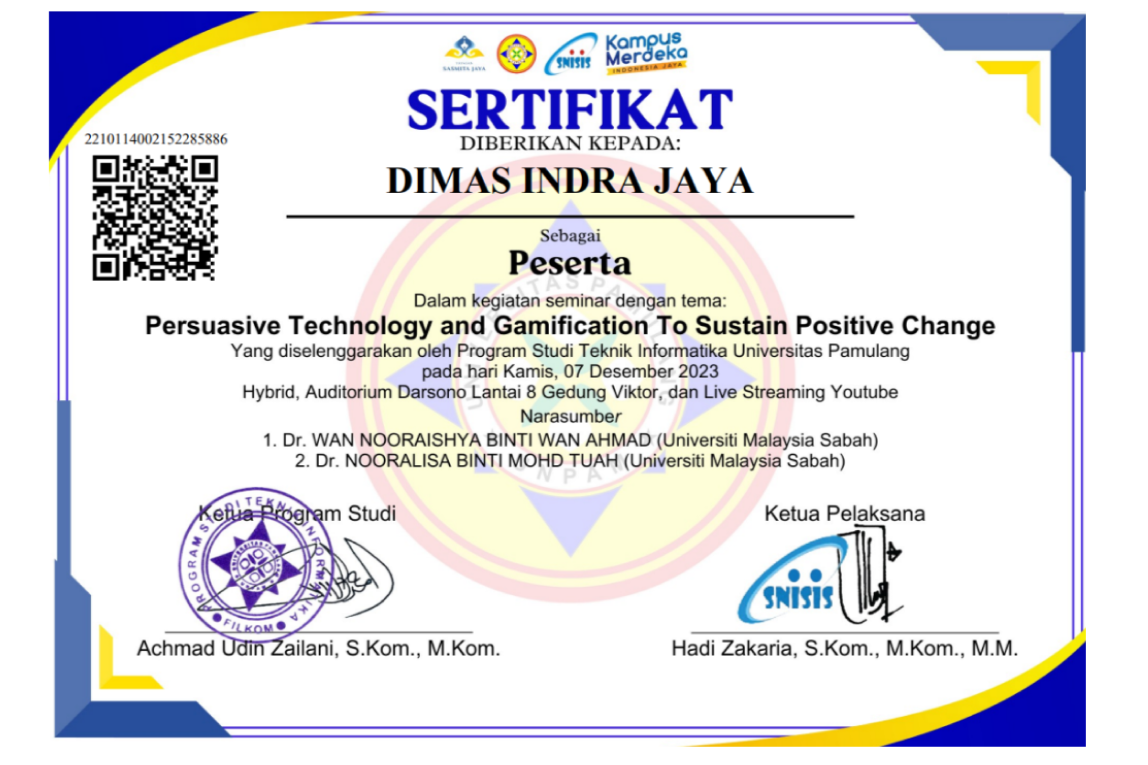 SASMITA JAYA
SNISIS
Kampus
Merdeka
INDONESIA JAYA
SERTIFIKAT
DIBERIKAN KEPADA:
2210114002152285886
DIMAS INDRA JAYA
Sebagai
Peserta
Dalam kegiatan seminar dengan tema:
Persuasive Technology and Gamification To Sustain Positive Change
Yang diselenggarakan oleh Program Studi Teknik Informatika Universitas Pamulang
pada hari Kamis, 07 Desember 2023
Hybrid, Auditorium Darsono Lantai 8 Gedung Viktor, dan Live Streaming Youtube
Narasumber
1. Dr. WAN NOORAISHYA BINTI WAN AHMAD (Universiti Malaysia Sabah)
2. Dr. NOORALISA BINTI MOHD TUAH (Universiti Malaysia Sabah)
UNIVERSITAS PAMULANG
UNPAM
Ketua Program Studi
Ketua Pelaksana
PROGRAM STUDI TEKNIK INFORMATIKA
FILKOM
SNISIS
Achmad Udin Zailani, S.Kom., M.Kom.
Hadi Zakaria, S.Kom., M.Kom., M.M.